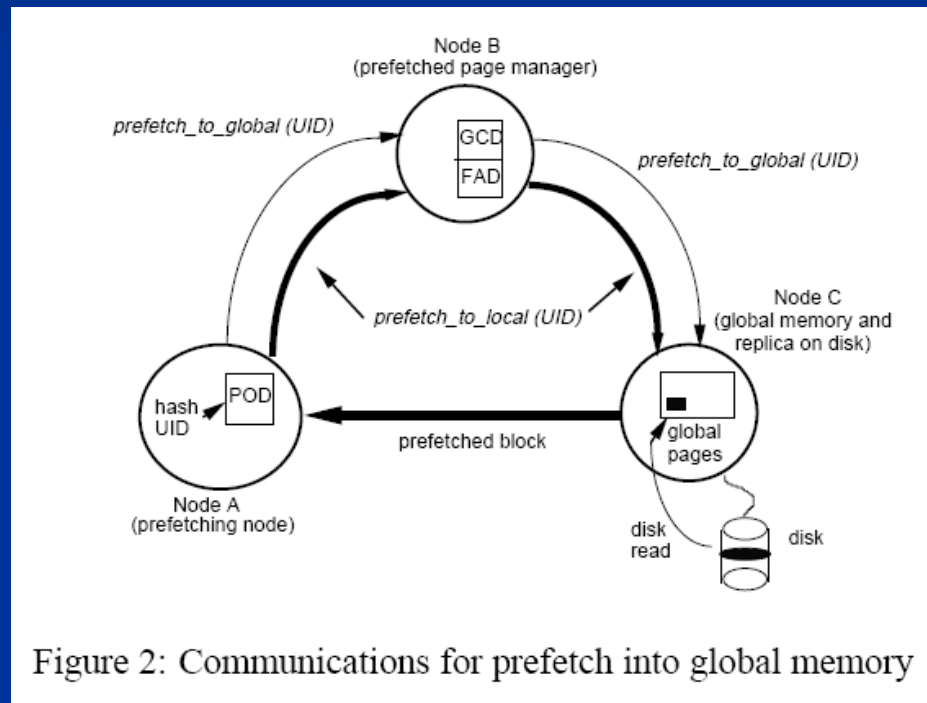 Node B
(prefetched page manager)
prefetch_to_global (UID)
GCD
FAD
prefetch_to_global (UID)
prefetch_to_local (UID)
Node C
(global memory and
replica on disk)
hash
UID
POD
prefetched block
global
pages
Node A
(prefetching node)
disk
read
disk
Figure 2: Communications for prefetch into global memory